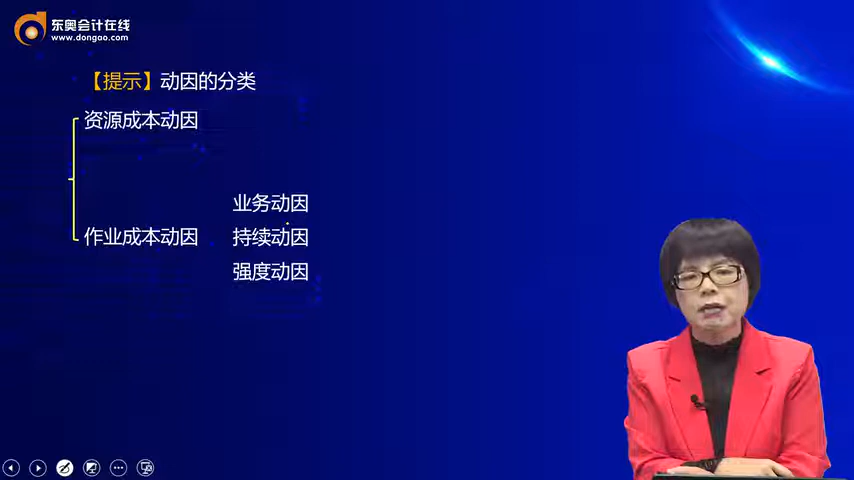 东奥会计在线
www.dongao.com
【提示】动因的分类
资源成本动因
业务动因
作业成本动因 持续动因
强度动因